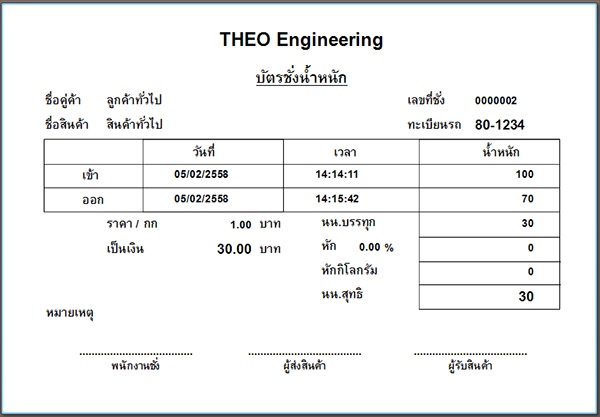 THEO Engineering
บัตรชั่งน้ำหนัก
ชื่อคู่ค้า ลูกค้าทั่วไป เลขที่ชั่ง 0000002
ชื่อสินค้า สินค้าทั่วไป ทะเบียนรถ 80-1234
วันที่ เวลา น้ำหนัก
เข้า 05/02/2558 14:14:11 100
ออก 05/02/2558 14:15:42 70
ราคา / กก 1.00 บาท นน.บรรทุก 30
เป็นเงิน 30.00 บาท หัก 0.00 % 0
หักกิโลกรัม 0
นน.สุทธิ 30
หมายเหตุ
พนักงานชั่ง ผู้ส่งสินค้า ผู้รับสินค้า